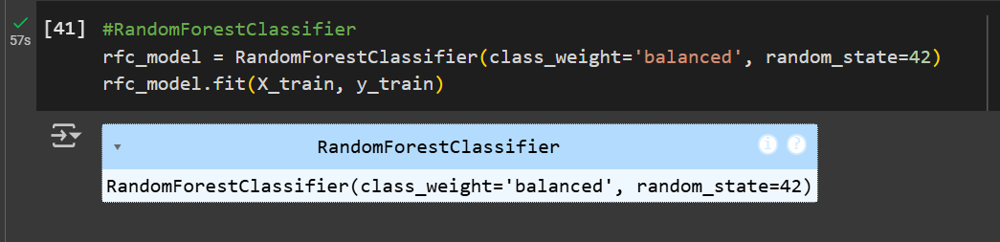 [41] #RandomForestClassifier
57s
rfc_model = RandomForestClassifier(class_weight='balanced', random_state=42)
rfc_model.fit(X_train, y_train)
RandomForestClassifier
i ?
RandomForestClassifier(class_weight='balanced', random_state=42)